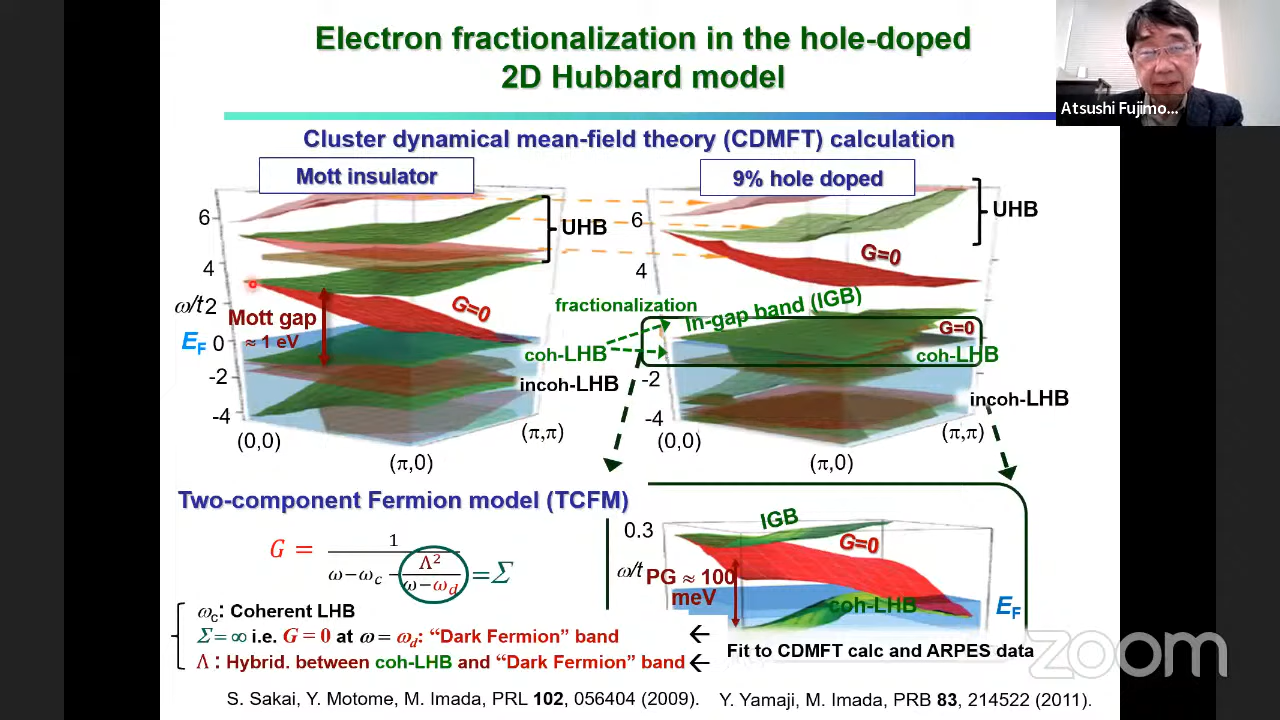 Electron fractionalization in the hole-doped
2D Hubbard model
Atsushi Fujimo...
Cluster dynamical mean-field theory (CDMFT) calculation
Mott insulator
9% hole doped
6
4
ω/t 2
0
-2
-4
UHB
G=0
Mott gap
≈ 1 eV
E_F
(0,0)
(π,0)
(π,π)
fractionalization
coh-LHB
incoh-LHB
6
4
-2
-4
UHB
G=0
In-gap band (IGB)
G=0
coh-LHB
incoh-LHB
(0,0)
(π,0)
(π,π)
Two-component Fermion model (TCFM)
G = 1 / (ω−ω_c − Λ² / (ω−ω_d)) = Σ
ω_c: Coherent LHB
Σ = ∞ i.e. G = 0 at ω = ω_d: “Dark Fermion” band
Λ : Hybrid. between coh-LHB and “Dark Fermion” band
0.3
ω/t
IGB
G=0
PG ≈ 100
meV
coh-LHB
E_F
Fit to CDMFT calc and ARPES data
zoom
S. Sakai, Y. Motome, M. Imada, PRL 102, 056404 (2009).
Y. Yamaji, M. Imada, PRB 83, 214522 (2011).